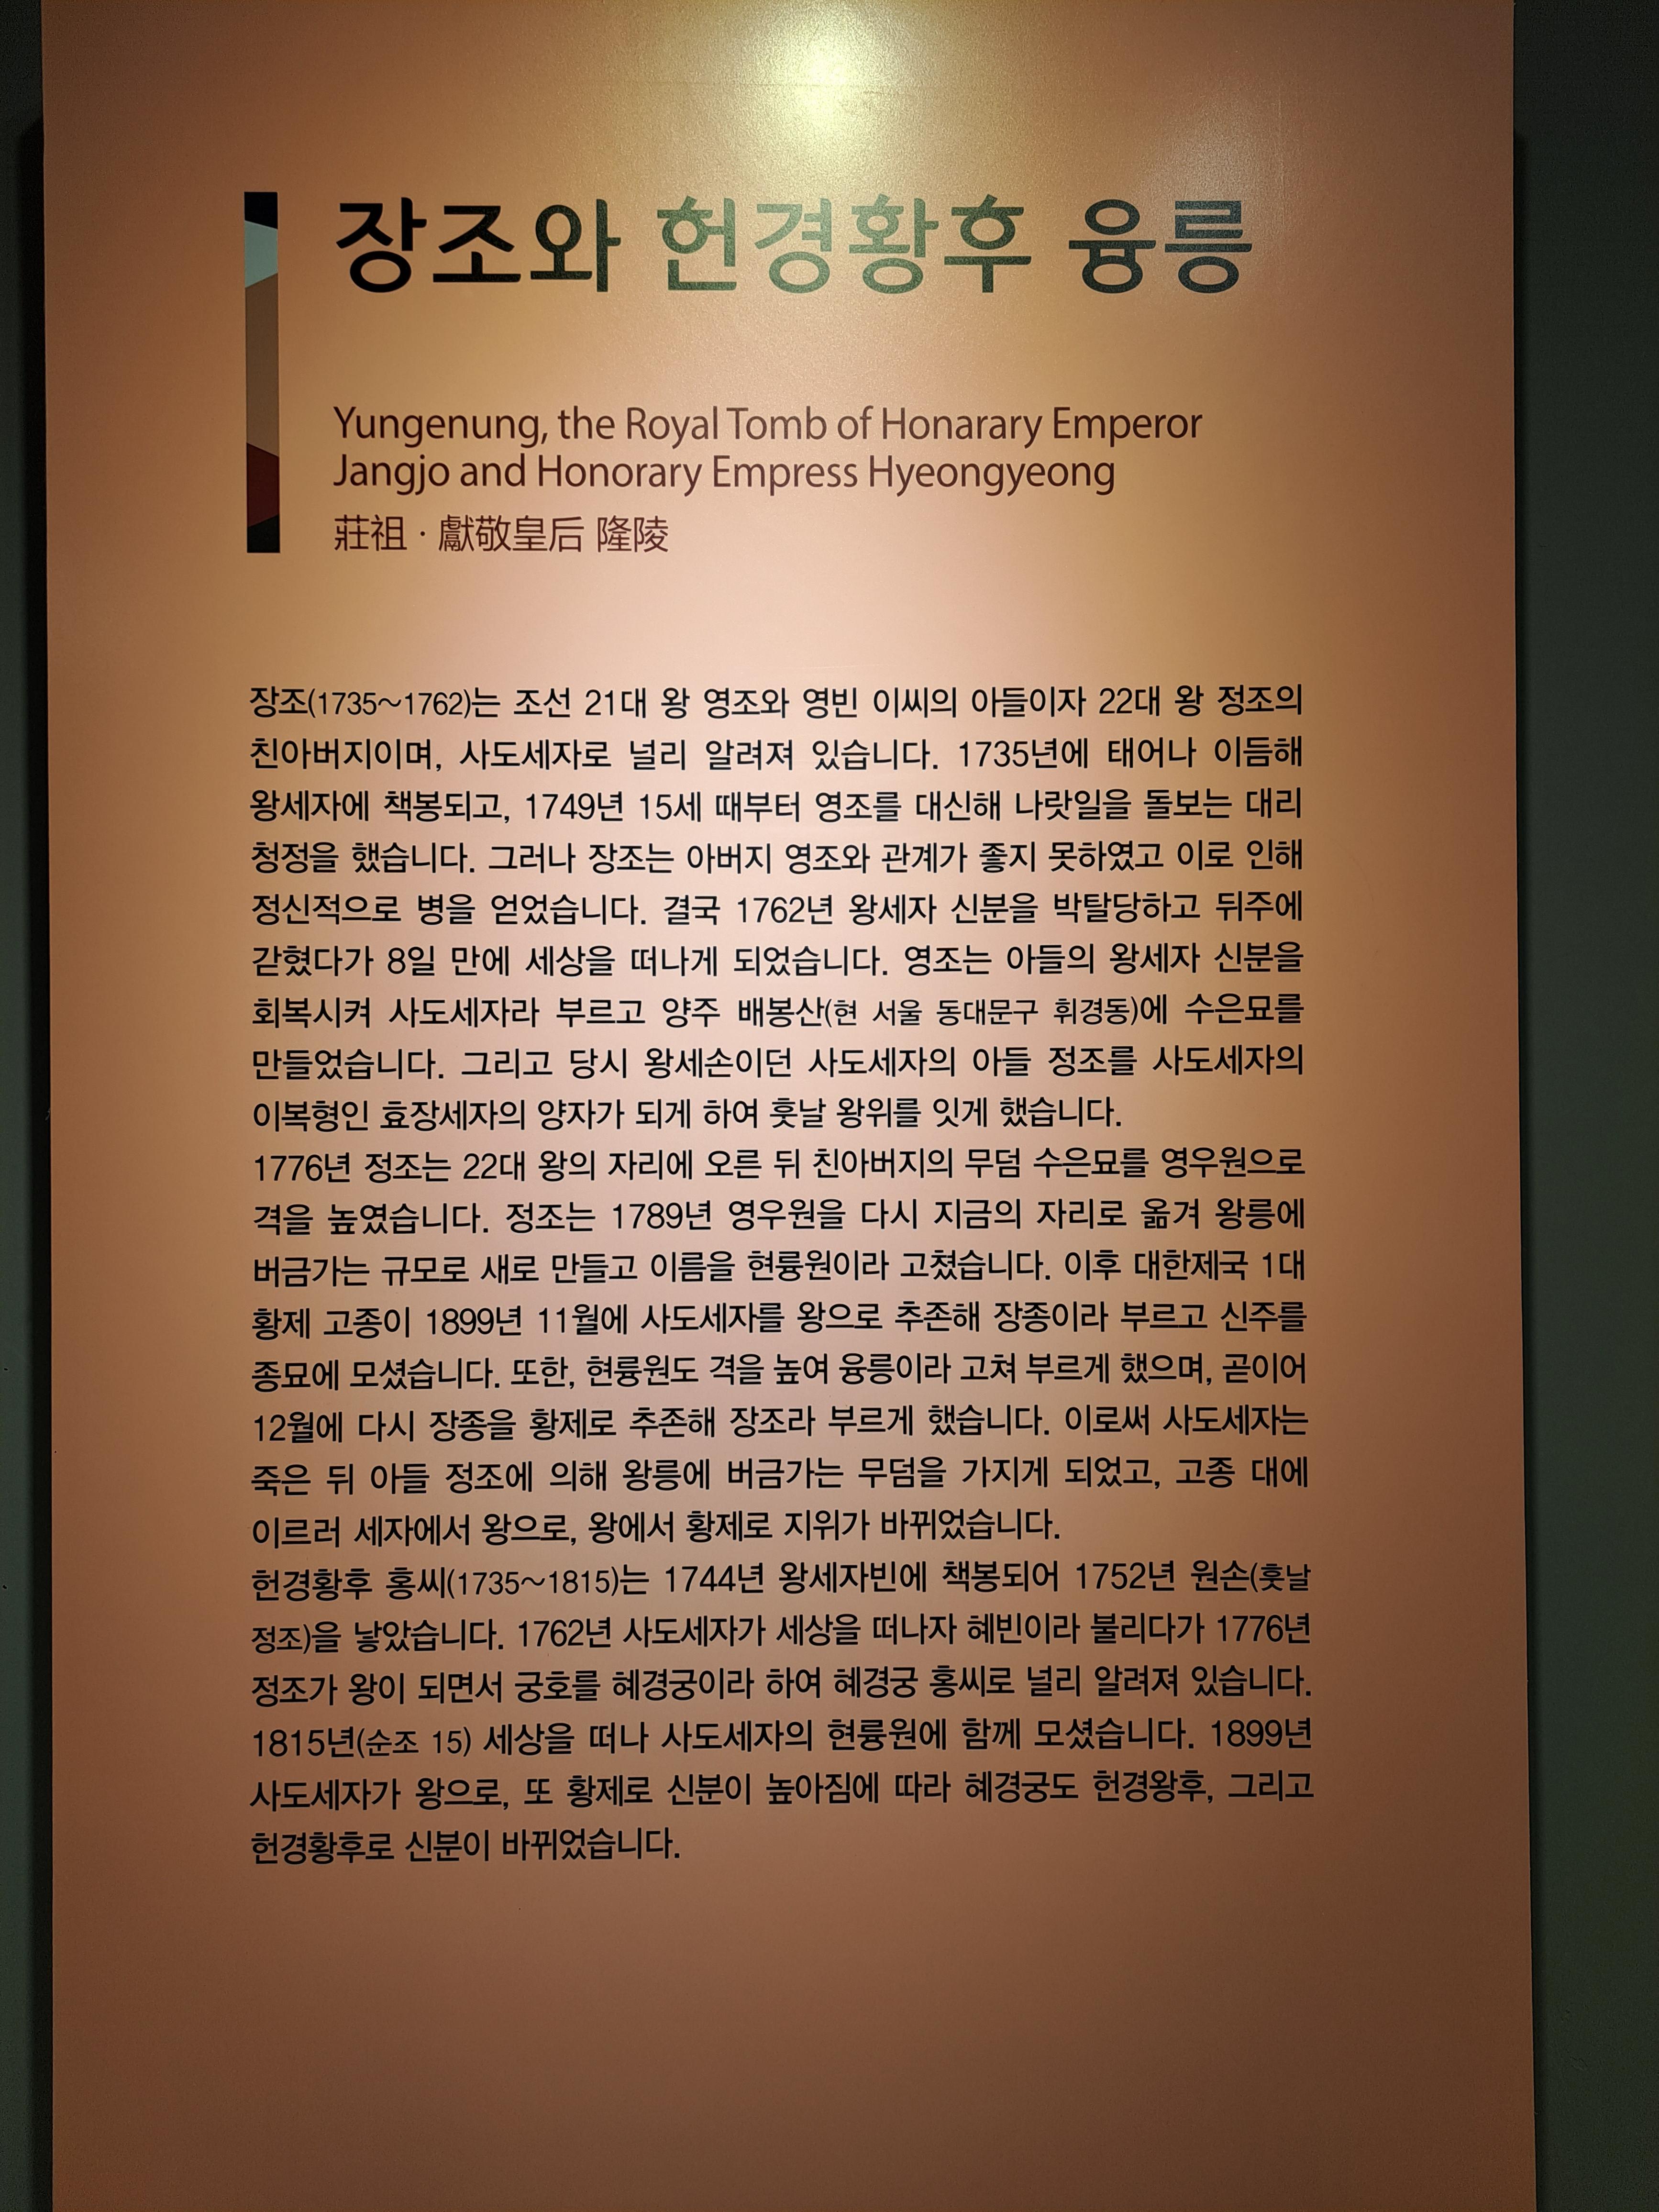 장조와 헌경황후 융릉
Yungenung, the Royal Tomb of Honarary Emperor
Jangjo and Honorary Empress Hyeongyeong
莊祖 · 獻敬皇后 隆陵
장조(1735~1762)는 조선 21대 왕 영조와 영빈 이씨의 아들이자 22대 왕 정조의
친아버지이며, 사도세자로 널리 알려져 있습니다. 1735년에 태어나 이듬해
왕세자에 책봉되고, 1749년 15세 때부터 영조를 대신해 나랏일을 돌보는 대리
청정을 했습니다. 그러나 장조는 아버지 영조와 관계가 좋지 못하였고 이로 인해
정신적으로 병을 얻었습니다. 결국 1762년 왕세자 신분을 박탈당하고 뒤주에
갇혔다가 8일 만에 세상을 떠나게 되었습니다. 영조는 아들의 왕세자 신분을
회복시켜 사도세자라 부르고 양주 배봉산(현 서울 동대문구 휘경동)에 수은묘를
만들었습니다. 그리고 당시 왕세손이던 사도세자의 아들 정조를 사도세자의
이복형인 효장세자의 양자가 되게 하여 훗날 왕위를 잇게 했습니다.
1776년 정조는 22대 왕의 자리에 오른 뒤 친아버지의 무덤 수은묘를 영우원으로
격을 높였습니다. 정조는 1789년 영우원을 다시 지금의 자리로 옮겨 왕릉에
버금가는 규모로 새로 만들고 이름을 현륭원이라 고쳤습니다. 이후 대한제국 1대
황제 고종이 1899년 11월에 사도세자를 왕으로 추존해 장종이라 부르고 신주를
종묘에 모셨습니다. 또한, 현륭원도 격을 높여 융릉이라 고쳐 부르게 했으며, 곧이어
12월에 다시 장종을 황제로 추존해 장조라 부르게 했습니다. 이로써 사도세자는
죽은 뒤 아들 정조에 의해 왕릉에 버금가는 무덤을 가지게 되었고, 고종 대에
이르러 세자에서 왕으로, 왕에서 황제로 지위가 바뀌었습니다.
헌경황후 홍씨(1735~1815)는 1744년 왕세자빈에 책봉되어 1752년 원손(훗날
정조)을 낳았습니다. 1762년 사도세자가 세상을 떠나자 혜빈이라 불리다가 1776년
정조가 왕이 되면서 궁호를 혜경궁이라 하여 혜경궁 홍씨로 널리 알려져 있습니다.
1815년(순조 15) 세상을 떠나 사도세자의 현륭원에 함께 모셨습니다. 1899년
사도세자가 왕으로, 또 황제로 신분이 높아짐에 따라 혜경궁도 헌경왕후, 그리고
헌경황후로 신분이 바뀌었습니다.